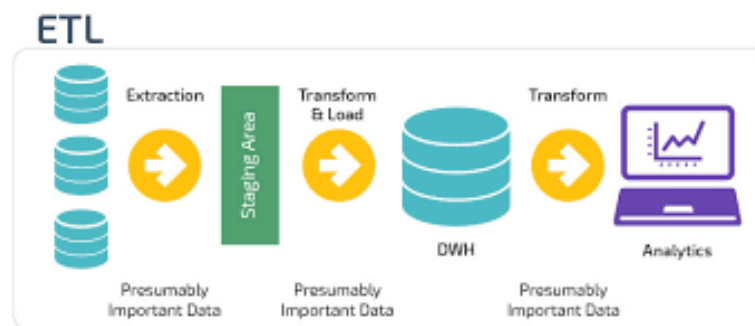 ETL
Extraction
Staging Area
Transform
& Load
Transform
DWH
Analytics
Presumably
Important Data
Presumably
Important Data
Presumably
Important Data